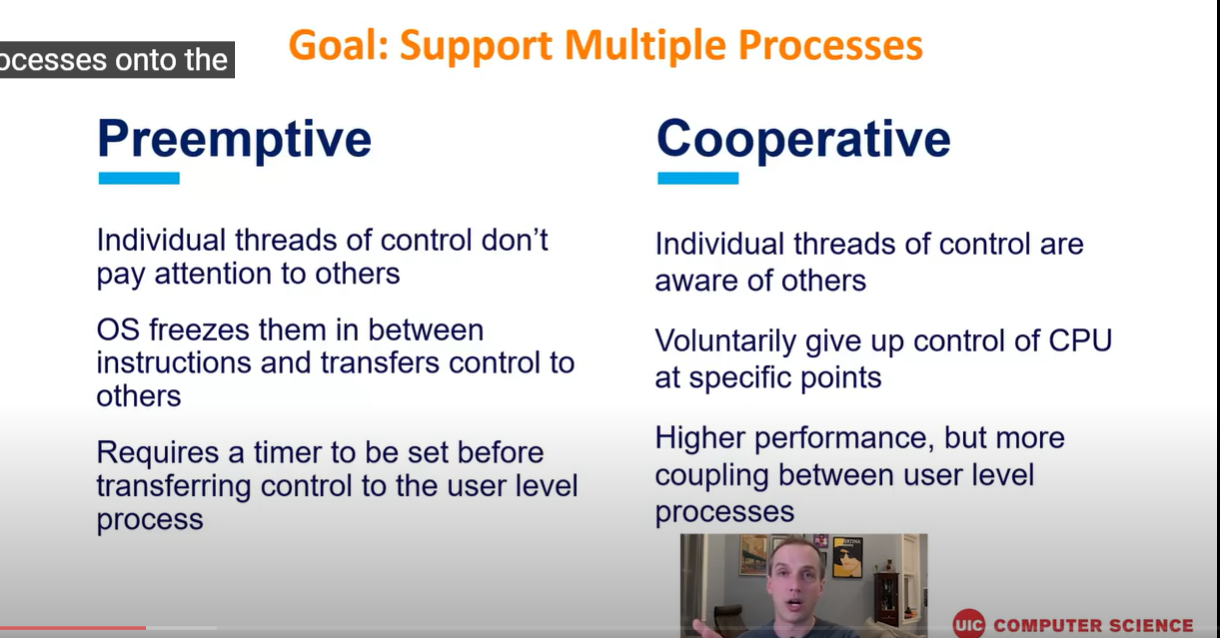 ocesses onto the
Goal: Support Multiple Processes
Preemptive
Individual threads of control don't
pay attention to others
OS freezes them in between
instructions and transfers control to
others
Requires a timer to be set before
transferring control to the user level
process
Cooperative
Individual threads of control are
aware of others
Voluntarily give up control of CPU
at specific points
Higher performance, but more
coupling between user level
processes
UIC COMPUTER SCIENCE